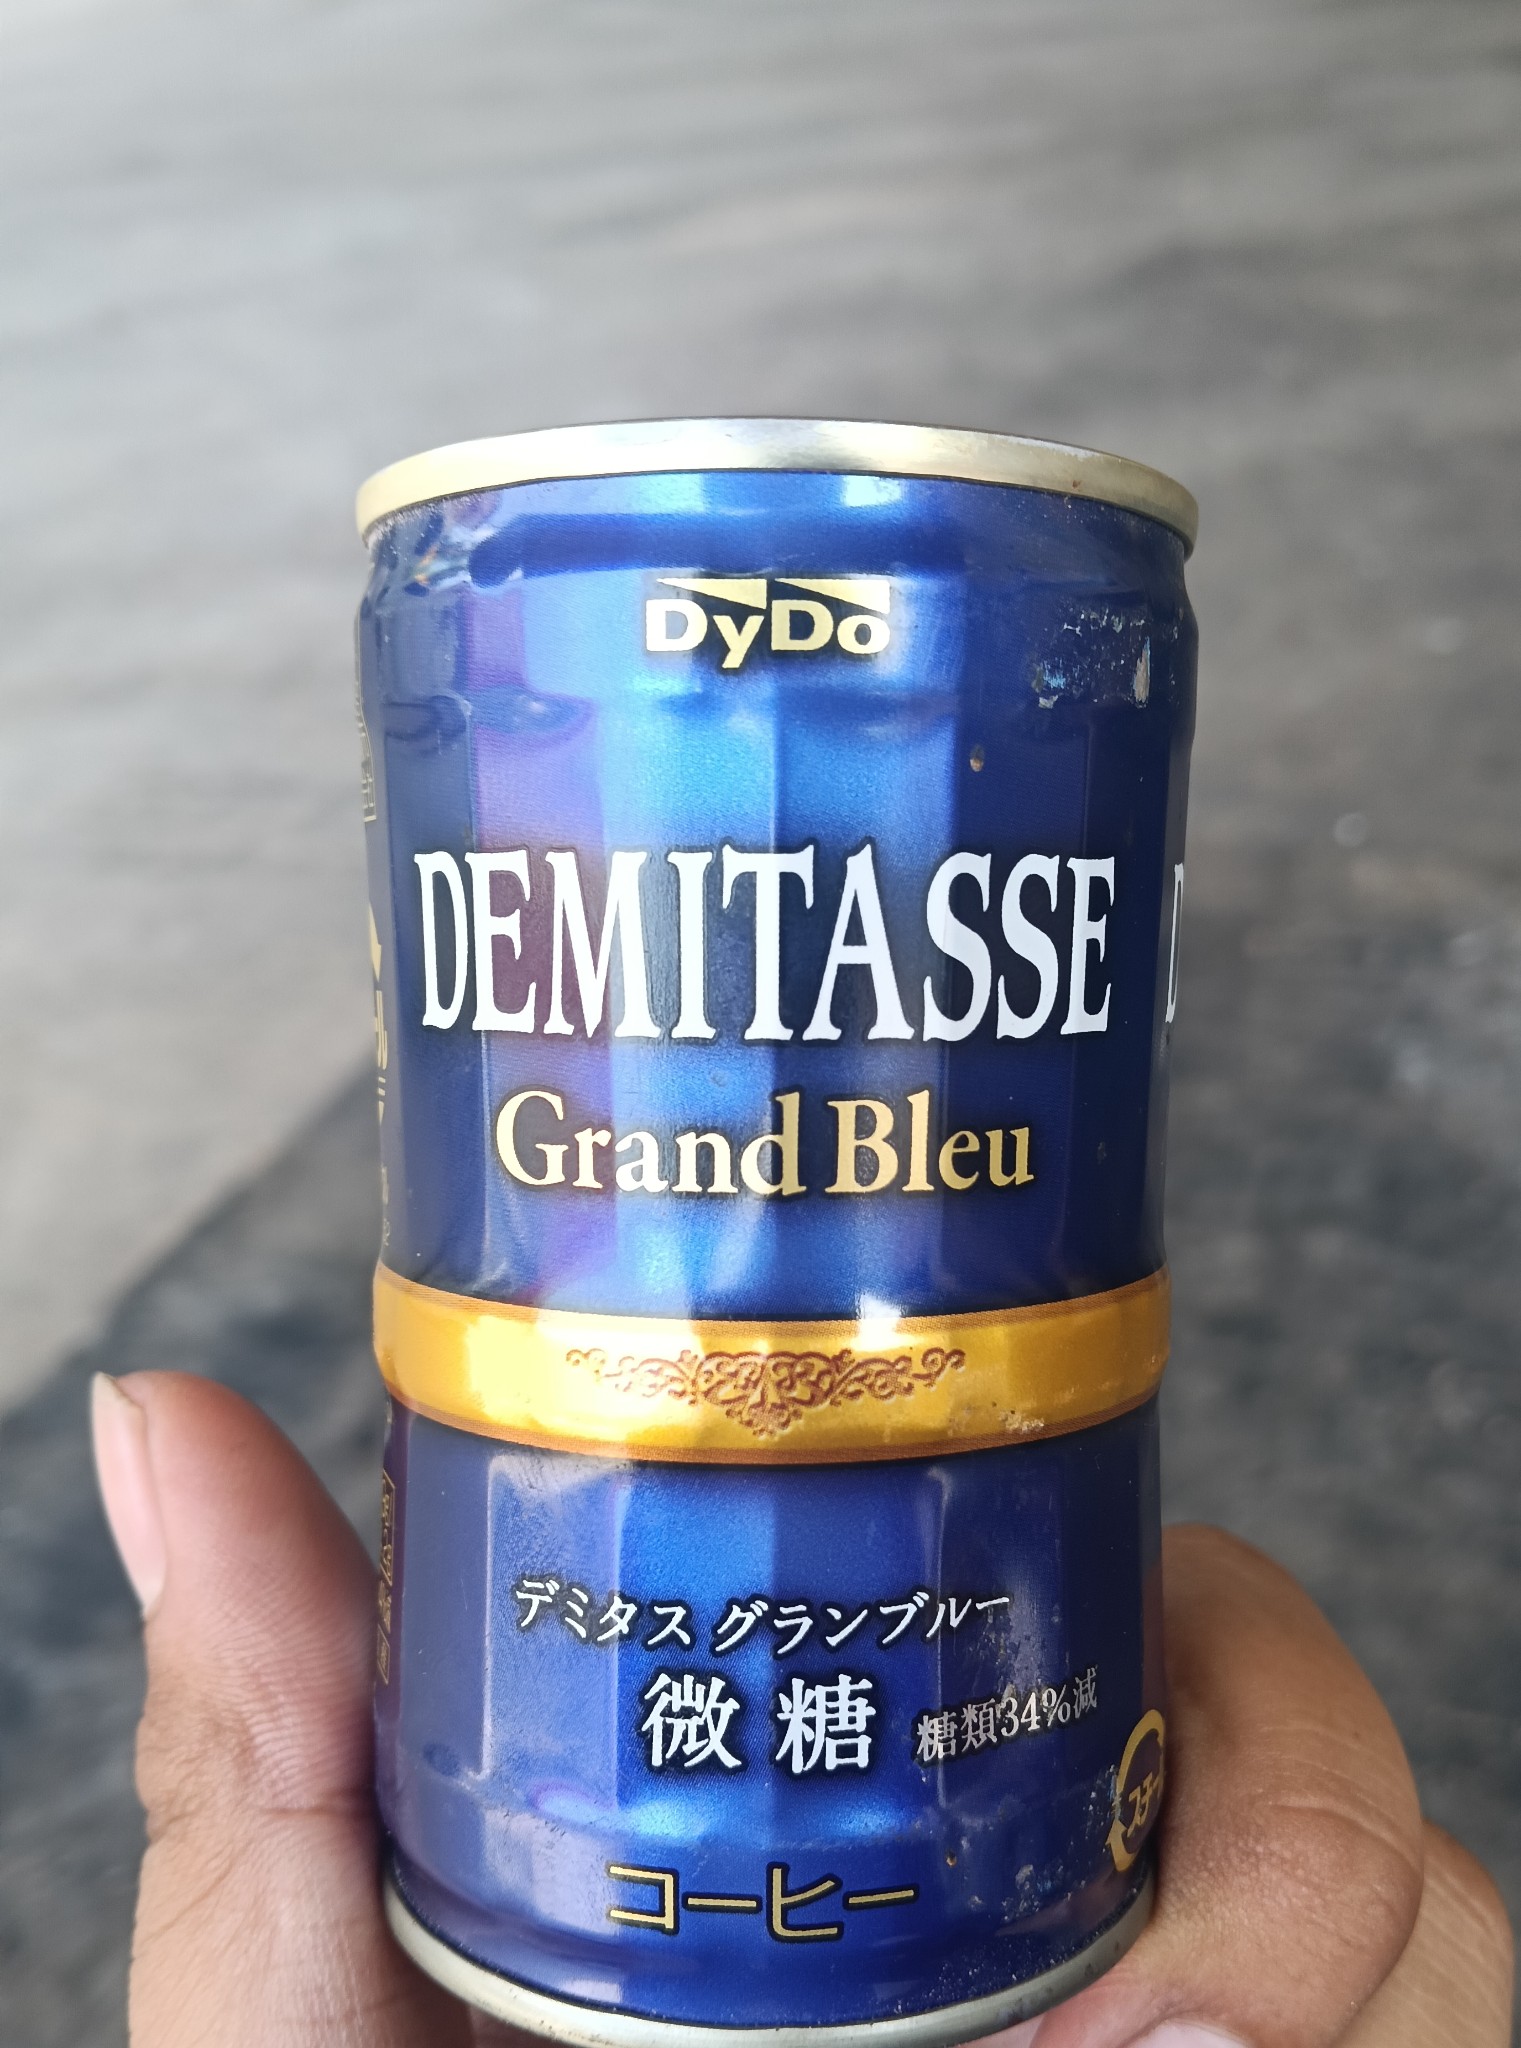 DyDo
DEMITASSE
Grand Bleu
デミタス グランブルー
微糖 糖類34%減
コーヒー